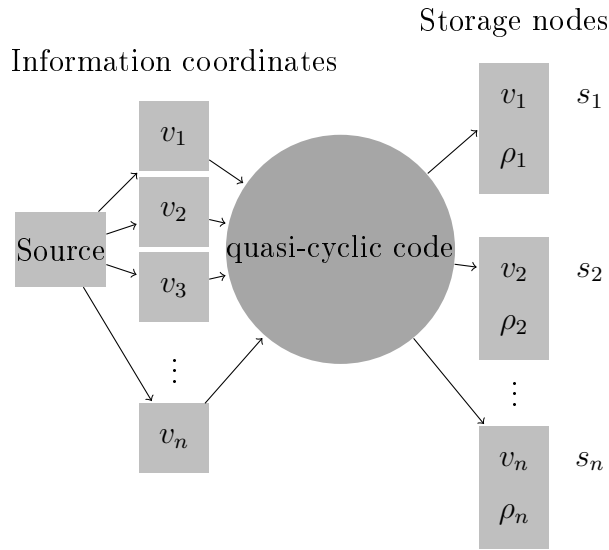 Storage nodes
Information coordinates
Source
v₁
v₂
v₃
⋮
vₙ
quasi-cyclic code
v₁ s₁
ρ₁
v₂ s₂
ρ₂
⋮
vₙ sₙ
ρₙ